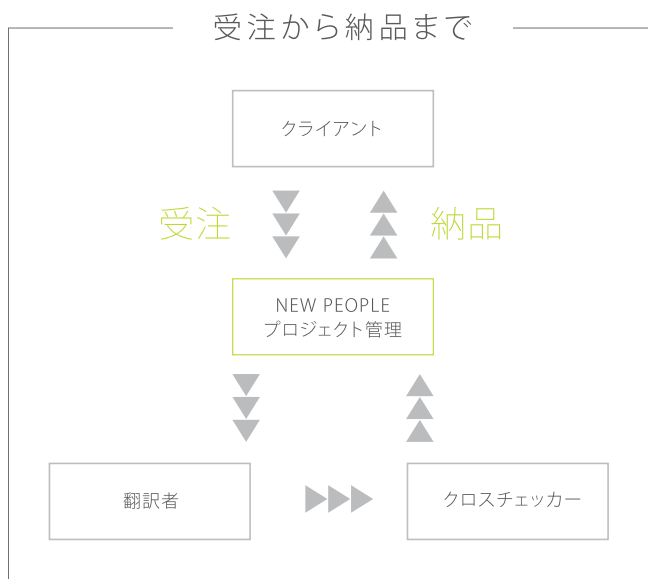 受注から納品まで
クライアント
受注
納品
NEW PEOPLE
プロジェクト管理
翻訳者
クロスチェッカー